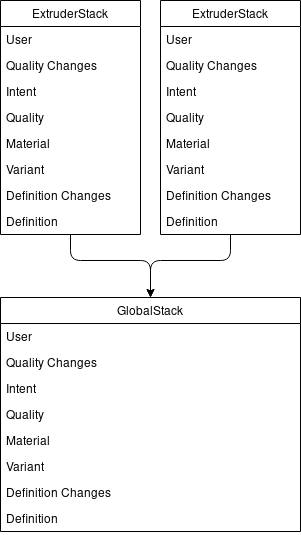 ExtruderStack
User
Quality Changes
Intent
Quality
Material
Variant
Definition Changes
Definition
ExtruderStack
User
Quality Changes
Intent
Quality
Material
Variant
Definition Changes
Definition
GlobalStack
User
Quality Changes
Intent
Quality
Material
Variant
Definition Changes
Definition